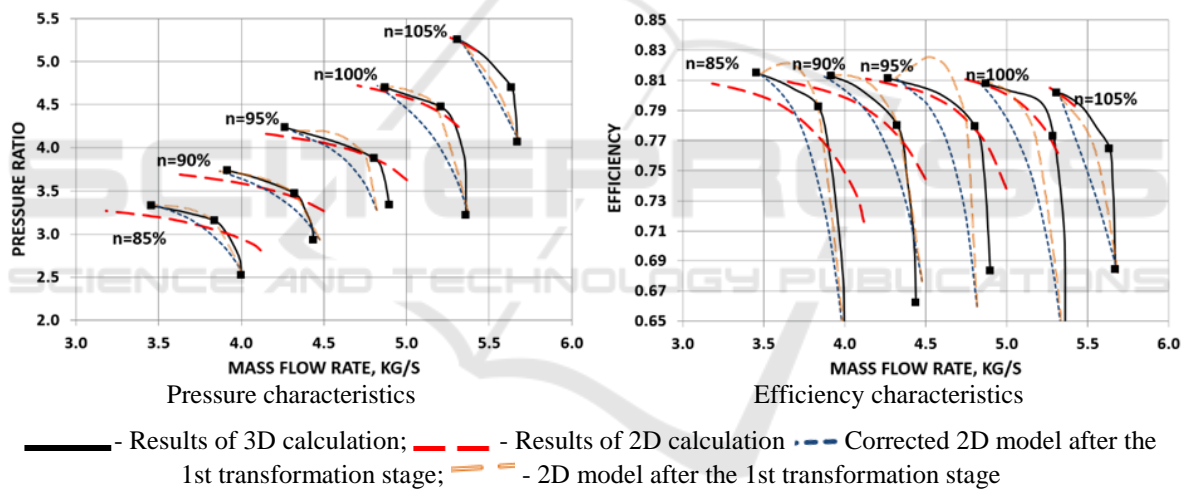 5.5
5.0
4.5
4.0
3.5
3.0
2.5
2.0
PRESSURE RATIO
n=105%
n=100%
n=95%
n=90%
n=85%
3.0 3.5 4.0 4.5 5.0 5.5 6.0
MASS FLOW RATE, KG/S
Pressure characteristics
0.85
0.83
0.81
0.79
0.77
0.75
0.73
0.71
0.69
0.67
0.65
EFFICIENCY
n=85%
n=90%
n=95%
n=100%
n=105%
3.0 3.5 4.0 4.5 5.0 5.5 6.0
MASS FLOW RATE, KG/S
Efficiency characteristics
SCITEPRESS
SCIENCE AND TECHNOLOGY PUBLICATIONS
- Results of 3D calculation; - Results of 2D calculation - Corrected 2D model after the
1st transformation stage; - 2D model after the 1st transformation stage